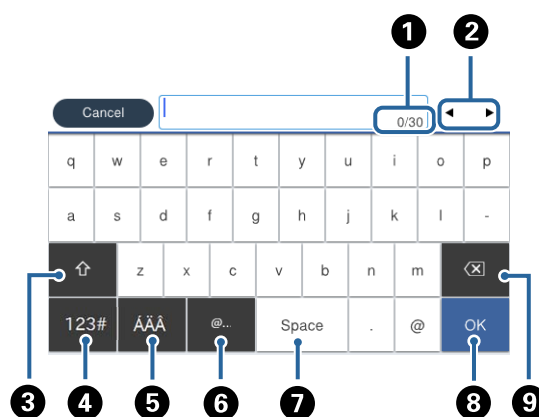 1 2
Cancel 0/30
q w e r t y u i o p
a s d f g h j k l -
z x c v b n m
123# ÁÄÂ @... Space . @ OK
3 4 5 6 7 8 9